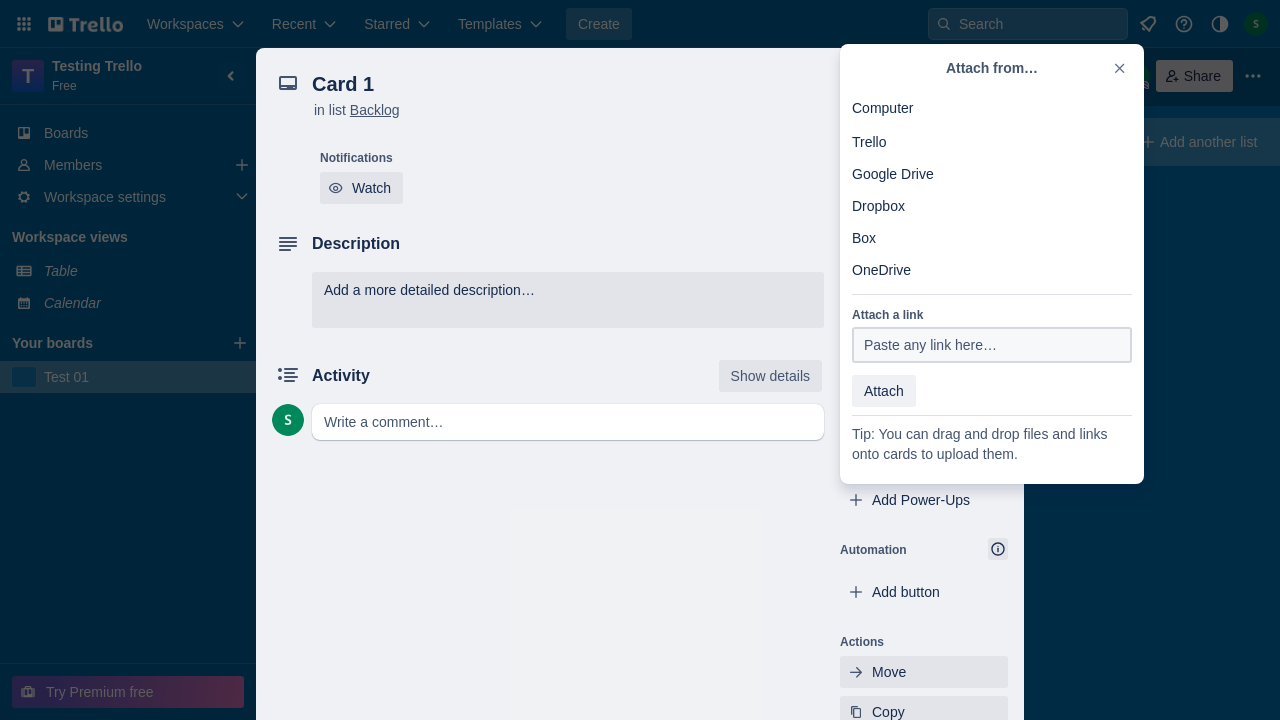 Trello
Workspaces
Recent
Starred
Templates
Create
Search
S
T
Testing Trello
Free
Boards
Members
Workspace settings
Workspace views
Table
Calendar
Your boards
Test 01
Try Premium free
Card 1
in list Backlog
Notifications
Watch
Description
Add a more detailed description…
Activity
Show details
S
Write a comment…
Attach from…
Computer
Trello
Google Drive
Dropbox
Box
OneDrive
Attach a link
Paste any link here…
Attach
Tip: You can drag and drop files and links
onto cards to upload them.
Add Power-Ups
Automation
Add button
Actions
Move
Copy
Share
Add another list